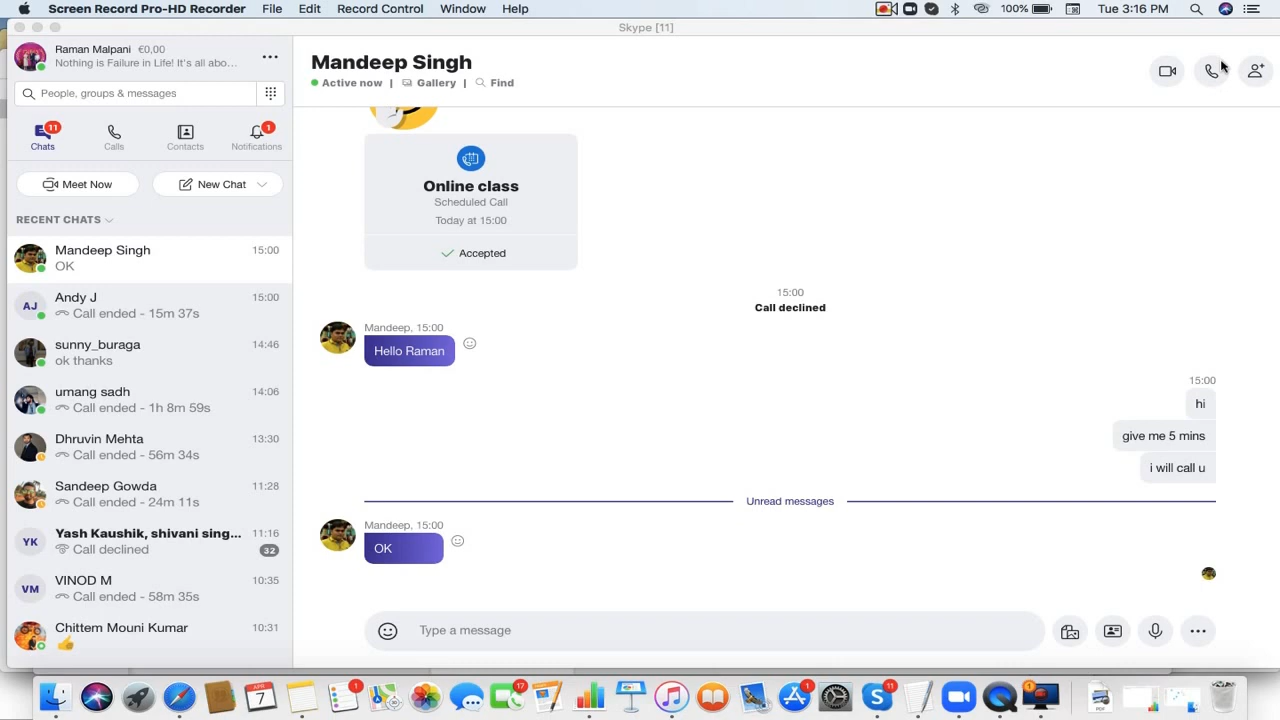 Screen Record Pro-HD Recorder File Edit Record Control Window Help 100% Tue 3:16 PM
Skype [11]
Raman Malpani €0,00
Nothing is Failure in Life! It's all abo...
People, groups & messages
11
1
Chats Calls Contacts Notifications
Meet Now New Chat
RECENT CHATS
Mandeep Singh 15:00
OK
AJ
Andy J 15:00
Call ended - 15m 37s
sunny_buraga 14:46
ok thanks
umang sadh 14:06
Call ended - 1h 8m 59s
Dhruvin Mehta 13:30
Call ended - 56m 34s
Sandeep Gowda 11:28
Call ended - 24m 11s
YK
Yash Kaushik, shivani sing... 11:16
Call declined 32
VM
VINOD M 10:35
Call ended - 58m 35s
Chittem Mouni Kumar 10:31
Mandeep Singh
Active now | Gallery | Find
Online class
Scheduled Call
Today at 15:00
Accepted
15:00
Call declined
Mandeep, 15:00
Hello Raman
15:00
hi
give me 5 mins
i will call u
Unread messages
Mandeep, 15:00
OK
Type a message
APR
7
1
17
1
11
1
PDF